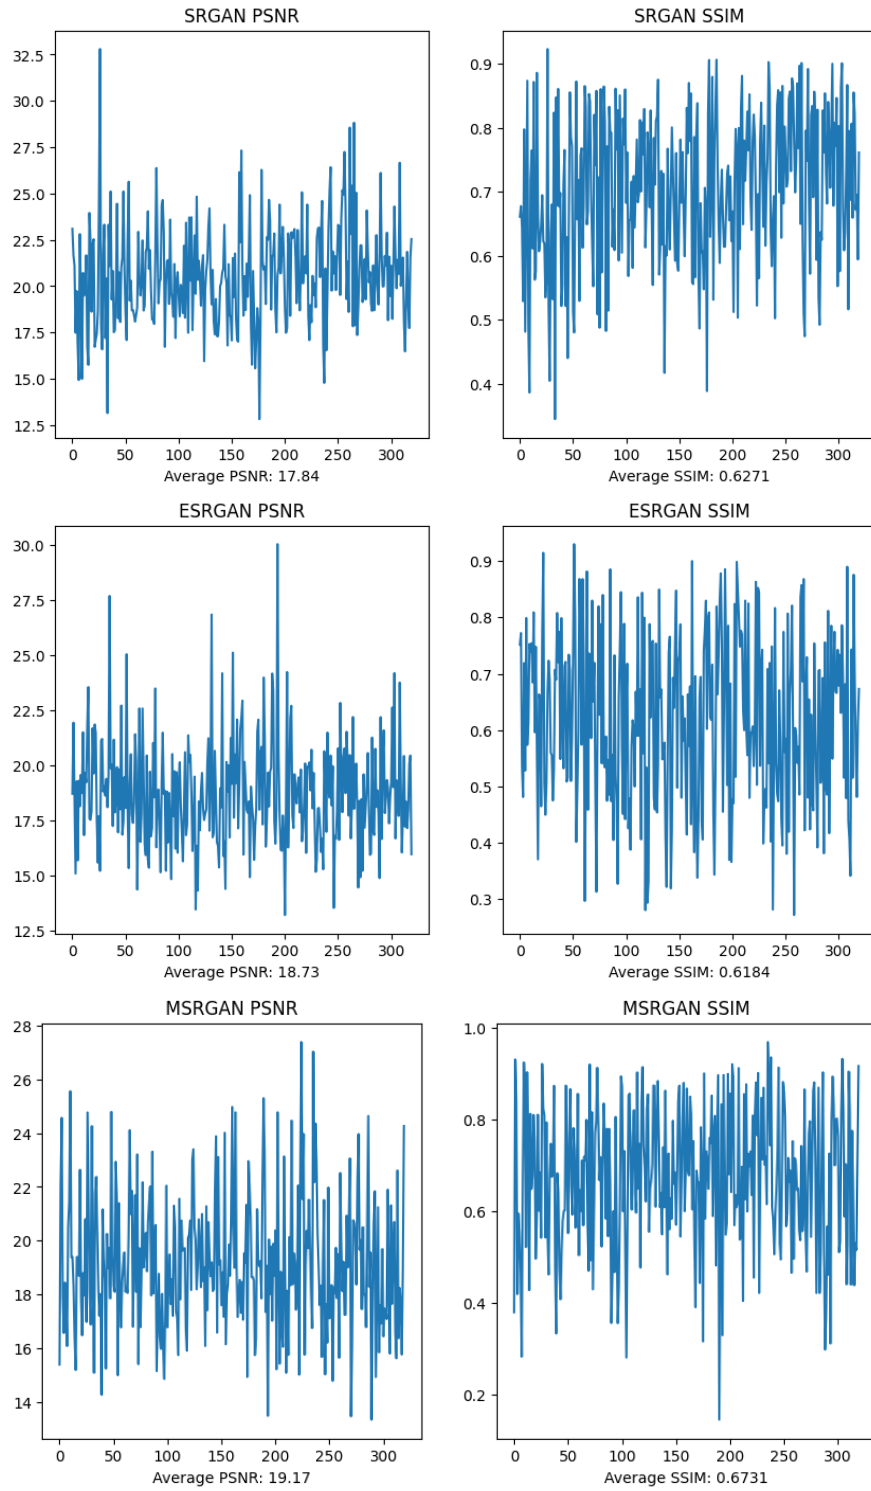 SRGAN PSNR
32.5
30.0
27.5
25.0
22.5
20.0
17.5
15.0
12.5
0 50 100 150 200 250 300
Average PSNR: 17.84
SRGAN SSIM
0.9
0.8
0.7
0.6
0.5
0.4
0 50 100 150 200 250 300
Average SSIM: 0.6271
ESRGAN PSNR
30.0
27.5
25.0
22.5
20.0
17.5
15.0
12.5
0 50 100 150 200 250 300
Average PSNR: 18.73
ESRGAN SSIM
0.9
0.8
0.7
0.6
0.5
0.4
0.3
0 50 100 150 200 250 300
Average SSIM: 0.6184
MSRGAN PSNR
28
26
24
22
20
18
16
14
0 50 100 150 200 250 300
Average PSNR: 19.17
MSRGAN SSIM
1.0
0.8
0.6
0.4
0.2
0 50 100 150 200 250 300
Average SSIM: 0.6731